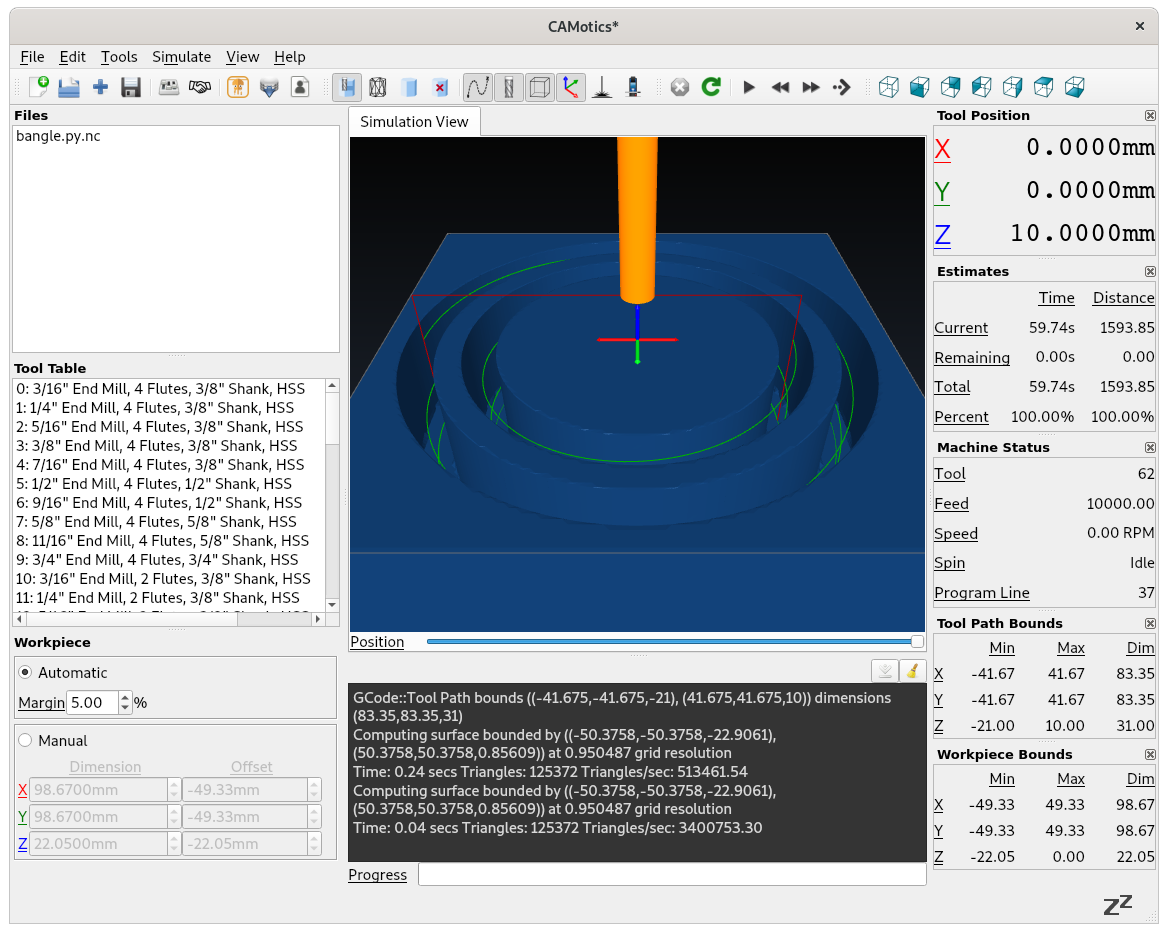 CAMotics*
File Edit Tools Simulate View Help
Files
bangle.py.nc
Tool Table
0: 3/16" End Mill, 4 Flutes, 3/8" Shank, HSS
1: 1/4" End Mill, 4 Flutes, 3/8" Shank, HSS
2: 5/16" End Mill, 4 Flutes, 3/8" Shank, HSS
3: 3/8" End Mill, 4 Flutes, 3/8" Shank, HSS
4: 7/16" End Mill, 4 Flutes, 3/8" Shank, HSS
5: 1/2" End Mill, 4 Flutes, 1/2" Shank, HSS
6: 9/16" End Mill, 4 Flutes, 1/2" Shank, HSS
7: 5/8" End Mill, 4 Flutes, 5/8" Shank, HSS
8: 11/16" End Mill, 4 Flutes, 5/8" Shank, HSS
9: 3/4" End Mill, 4 Flutes, 3/4" Shank, HSS
10: 3/16" End Mill, 2 Flutes, 3/8" Shank, HSS
11: 1/4" End Mill, 2 Flutes, 3/8" Shank, HSS
Workpiece
Automatic
Margin 5.00 %
Manual
Dimension Offset
X 98.6700mm -49.33mm
Y 98.6700mm -49.33mm
Z 22.0500mm -22.05mm
Simulation View
Position
GCode::Tool Path bounds ((-41.675,-41.675,-21), (41.675,41.675,10)) dimensions
(83.35,83.35,31)
Computing surface bounded by ((-50.3758,-50.3758,-22.9061),
(50.3758,50.3758,0.85609)) at 0.950487 grid resolution
Time: 0.24 secs Triangles: 125372 Triangles/sec: 513461.54
Computing surface bounded by ((-50.3758,-50.3758,-22.9061),
(50.3758,50.3758,0.85609)) at 0.950487 grid resolution
Time: 0.04 secs Triangles: 125372 Triangles/sec: 3400753.30
Progress
Tool Position
X 0.0000mm
Y 0.0000mm
Z 10.0000mm
Estimates
Time Distance
Current 59.74s 1593.85
Remaining 0.00s 0.00
Total 59.74s 1593.85
Percent 100.00% 100.00%
Machine Status
Tool 62
Feed 10000.00
Speed 0.00 RPM
Spin Idle
Program Line 37
Tool Path Bounds
Min Max Dim
X -41.67 41.67 83.35
Y -41.67 41.67 83.35
Z -21.00 10.00 31.00
Workpiece Bounds
Min Max Dim
X -49.33 49.33 98.67
Y -49.33 49.33 98.67
Z -22.05 0.00 22.05
zz